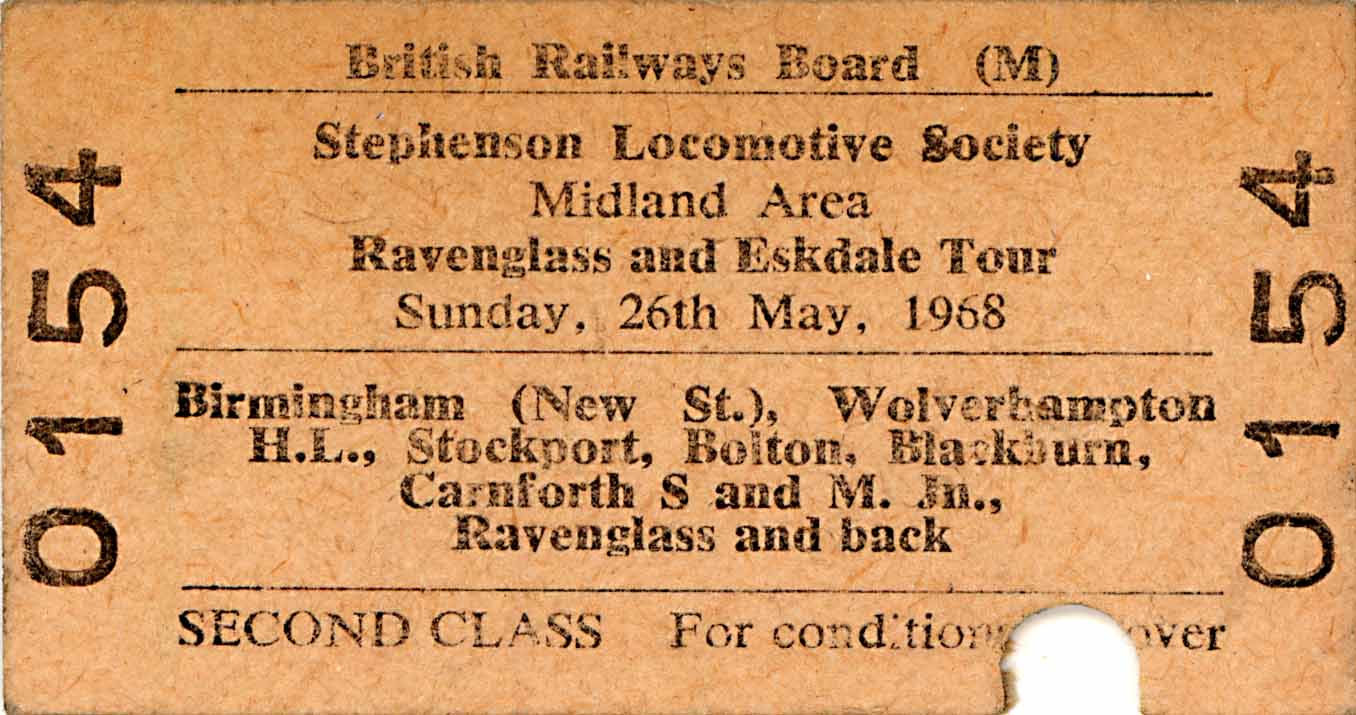 British Railways Board (M)
Stephenson Locomotive Society
Midland Area
Ravenglass and Eskdale Tour
Sunday, 26th May, 1968
Birmingham (New St.), Wolverhampton
H.L., Stockport, Bolton, Blackburn,
Carnforth S and M. Jn.,
Ravenglass and back
SECOND CLASS For condition over
0154
0154